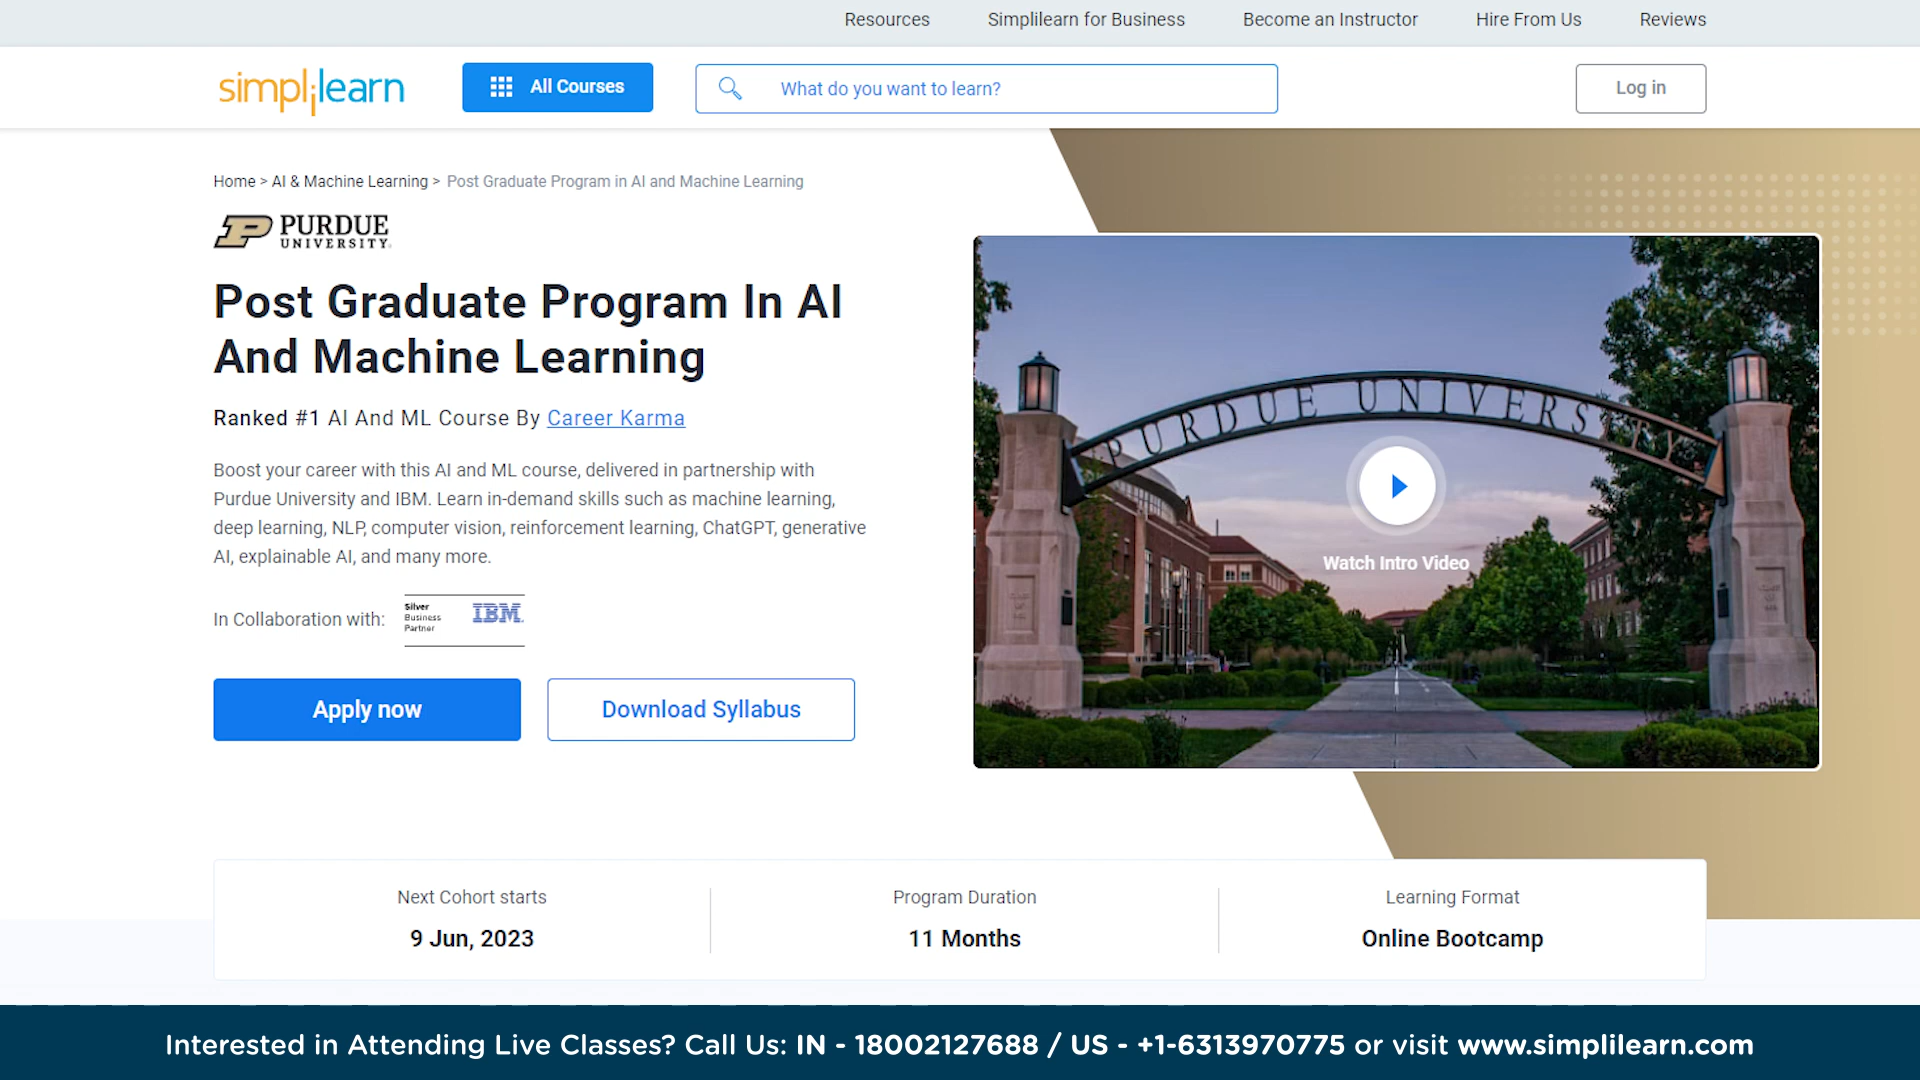 Resources Simplilearn for Business Become an Instructor Hire From Us Reviews
simplilearn All Courses What do you want to learn? Log in
Home > AI & Machine Learning > Post Graduate Program in AI and Machine Learning
PURDUE
UNIVERSITY
Post Graduate Program In AI
And Machine Learning
Ranked #1 AI And ML Course By Career Karma
Boost your career with this AI and ML course, delivered in partnership with
Purdue University and IBM. Learn in-demand skills such as machine learning,
deep learning, NLP, computer vision, reinforcement learning, ChatGPT, generative
AI, explainable AI, and many more.
In Collaboration with:
Silver
Business
Partner
IBM
Apply now Download Syllabus
PURDUE UNIVERSITY
Watch Intro Video
Next Cohort starts Program Duration Learning Format
9 Jun, 2023 11 Months Online Bootcamp
Interested in Attending Live Classes? Call Us: IN - 18002127688 / US - +1-6313970775 or visit www.simplilearn.com